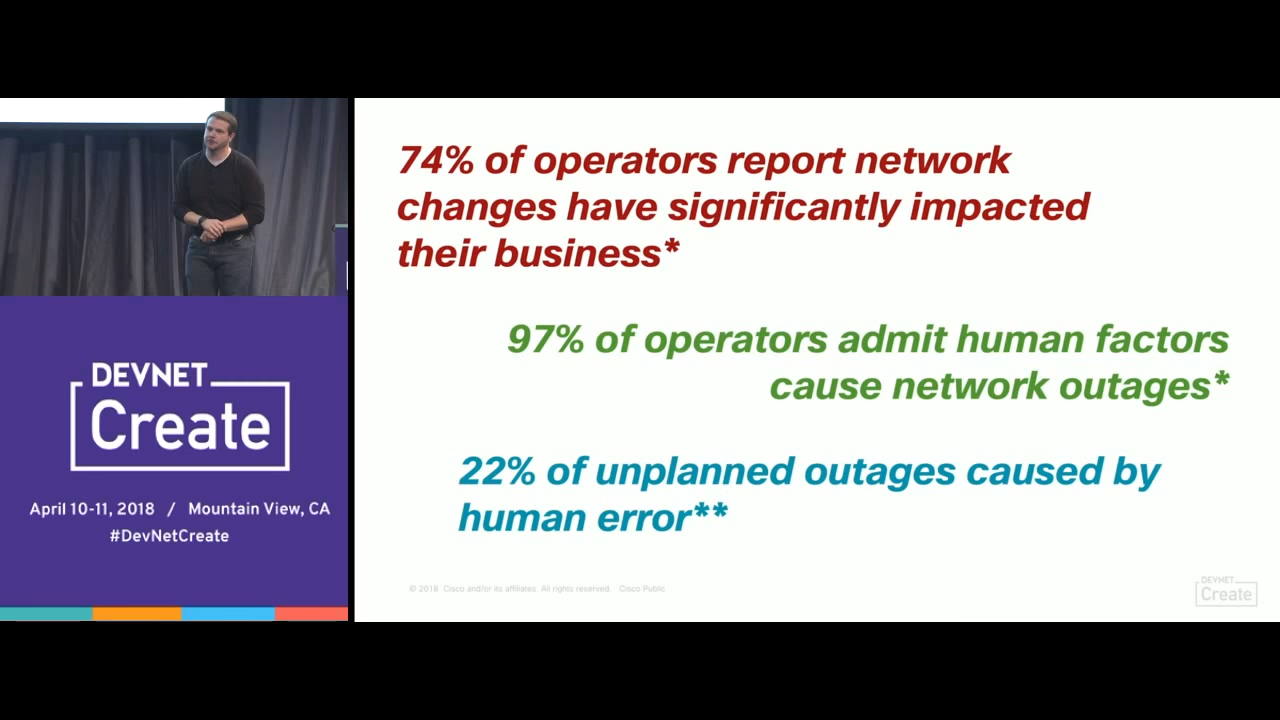 74% of operators report network
changes have significantly impacted
their business*
97% of operators admit human factors
cause network outages*
22% of unplanned outages caused by
human error**
DEVNET
Create
April 10-11, 2018 / Mountain View, CA
#DevNetCreate
© 2018 Cisco and/or its affiliates. All rights reserved. Cisco Public
DEVNET
Create